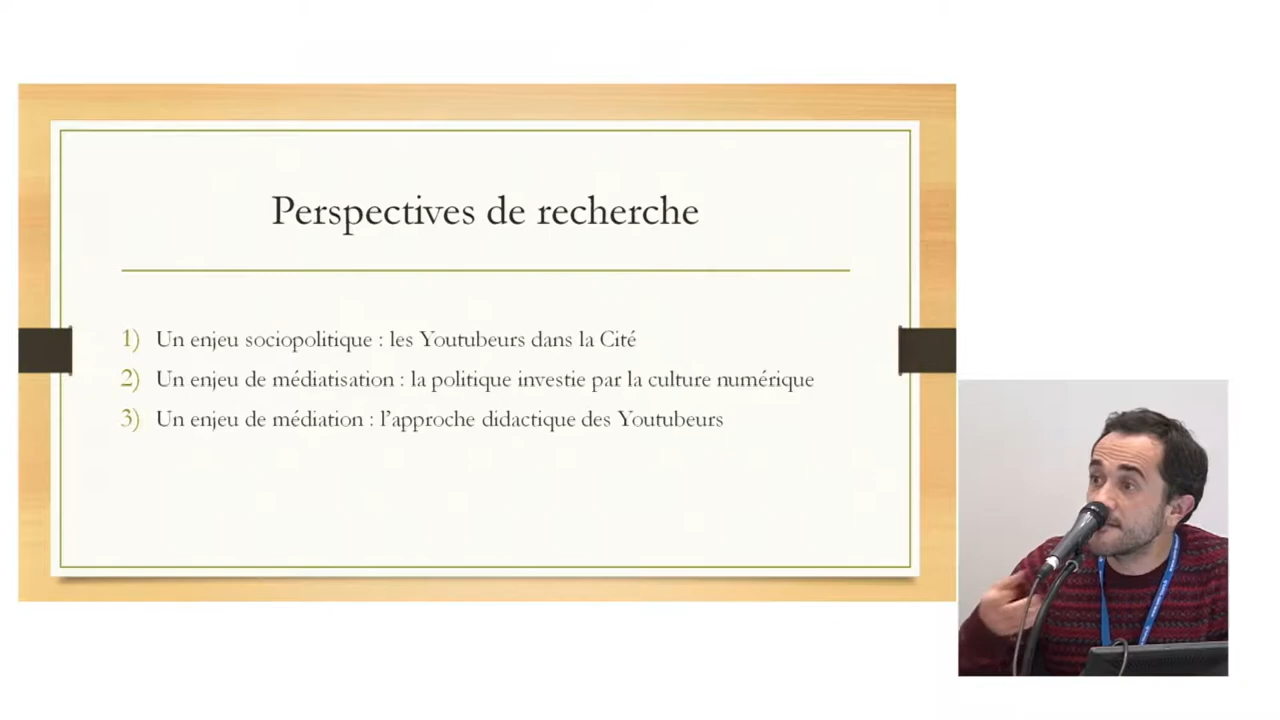 Perspectives de recherche
1) Un enjeu sociopolitique : les Youtubeurs dans la Cité
2) Un enjeu de médiatisation : la politique investie par la culture numérique
3) Un enjeu de médiation : l’approche didactique des Youtubeurs